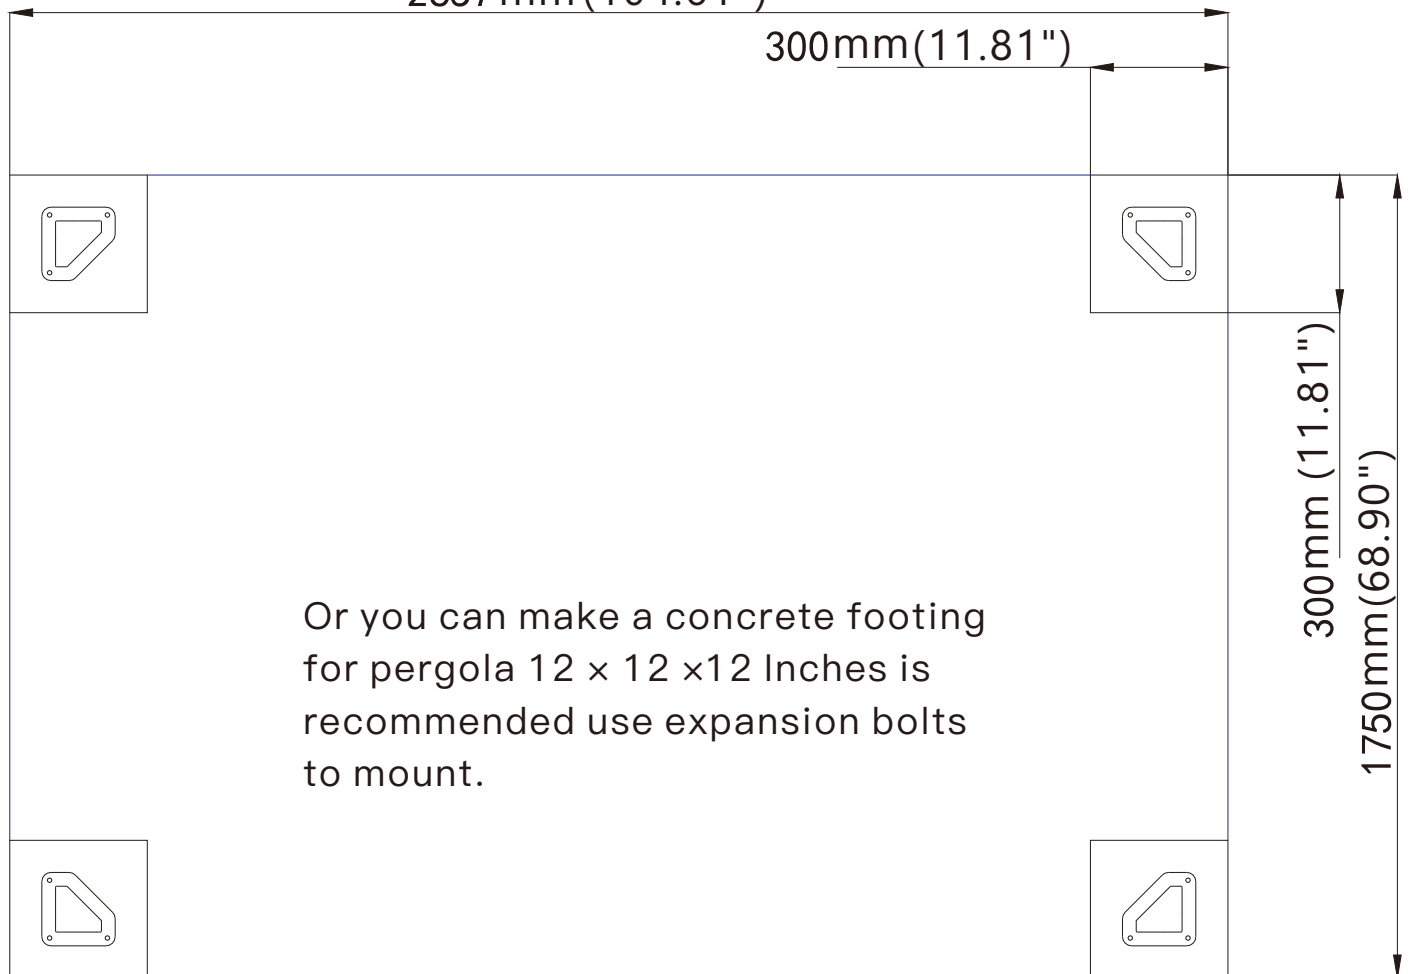 300mm(11.81")
300mm (11.81")
1750mm(68.90")
Or you can make a concrete footing
for pergola 12 × 12 ×12 Inches is
recommended use expansion bolts
to mount.